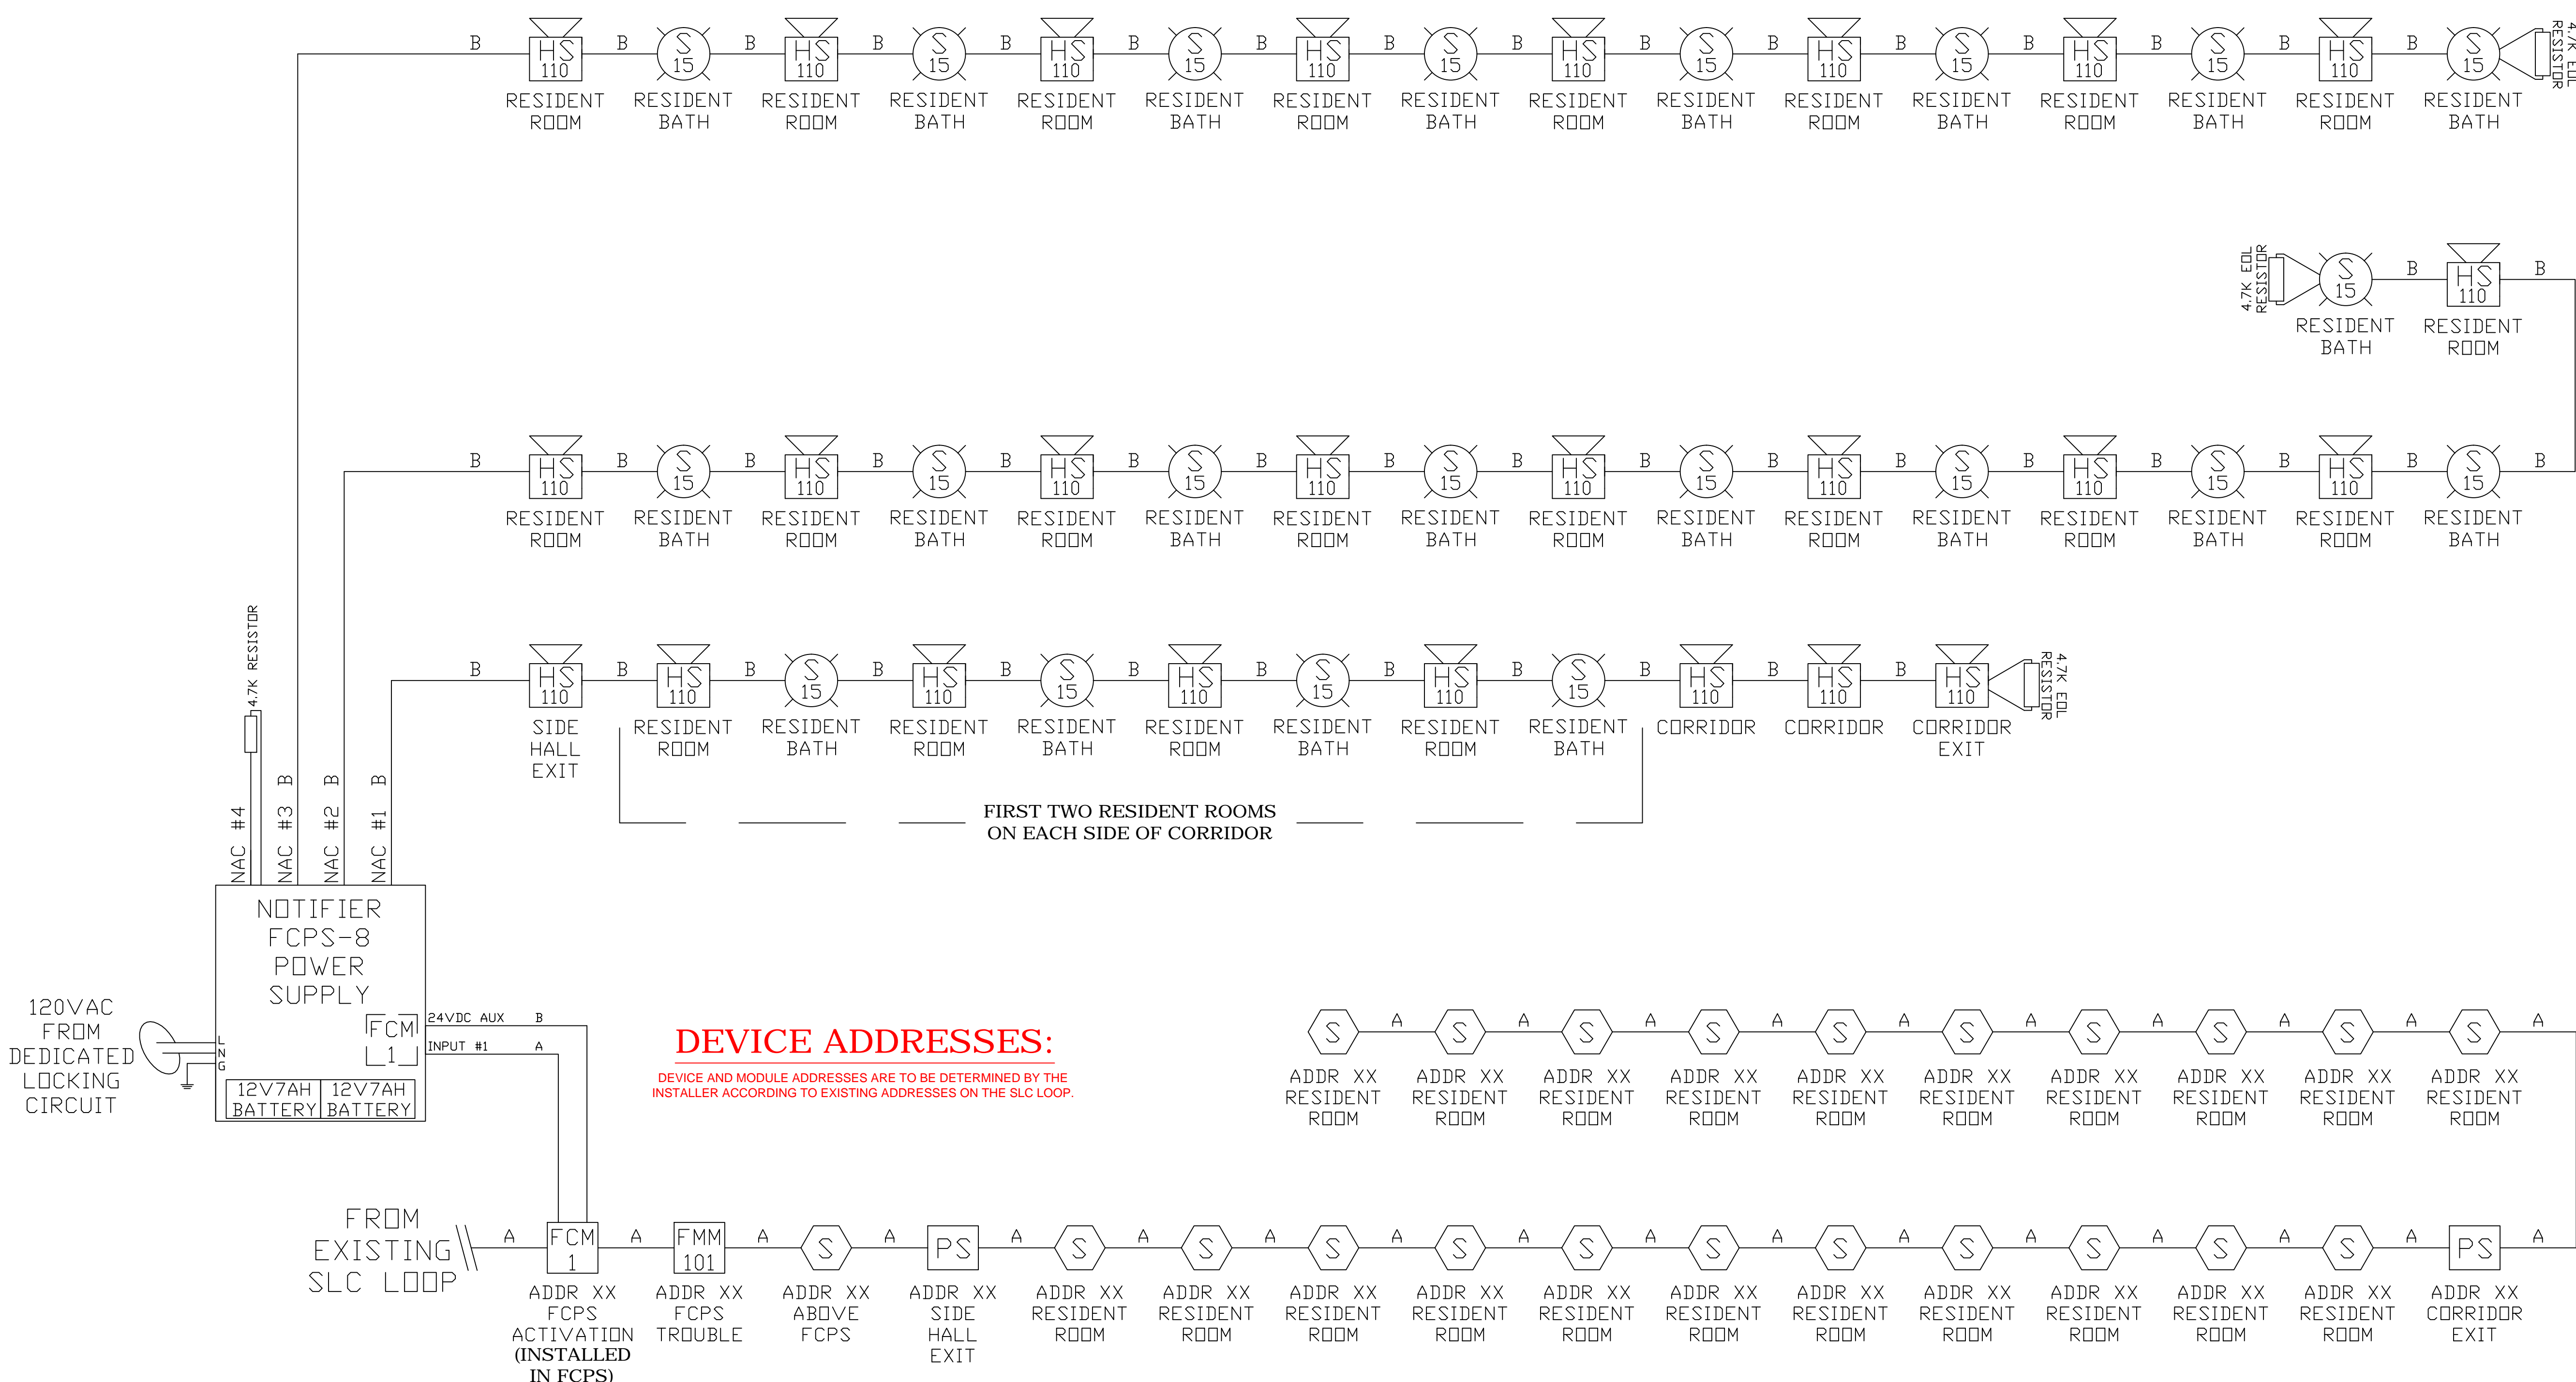 B B B B B B B B B B B B B B B B
HS S HS S HS S HS S HS S HS S HS S HS S
110 15 110 15 110 15 110 15 110 15 110 15 110 15 110 15
RESIDENT RESIDENT RESIDENT RESIDENT RESIDENT RESIDENT RESIDENT RESIDENT RESIDENT RESIDENT RESIDENT RESIDENT RESIDENT RESIDENT RESIDENT RESIDENT
ROOM BATH ROOM BATH ROOM BATH ROOM BATH ROOM BATH ROOM BATH ROOM BATH ROOM BATH
4.7K EOL
RESISTOR
4.7K EOL
RESISTOR
B B
S HS
15 110
RESIDENT RESIDENT
BATH ROOM
B B B B B B B B B B B B B B B B B
HS S HS S HS S HS S HS S HS S HS S HS S
110 15 110 15 110 15 110 15 110 15 110 15 110 15 110 15
RESIDENT RESIDENT RESIDENT RESIDENT RESIDENT RESIDENT RESIDENT RESIDENT RESIDENT RESIDENT RESIDENT RESIDENT RESIDENT RESIDENT RESIDENT RESIDENT
ROOM BATH ROOM BATH ROOM BATH ROOM BATH ROOM BATH ROOM BATH ROOM BATH ROOM BATH
B B B B B B B B B B B B
HS HS S HS S HS S HS S HS HS HS
110 110 15 110 15 110 15 110 15 110 110 110
SIDE RESIDENT RESIDENT RESIDENT RESIDENT RESIDENT RESIDENT RESIDENT RESIDENT CORRIDOR CORRIDOR CORRIDOR
HALL ROOM BATH ROOM BATH ROOM BATH ROOM BATH EXIT
EXIT
4.7K EOL
RESISTOR
FIRST TWO RESIDENT ROOMS
ON EACH SIDE OF CORRIDOR
4.7K RESISTOR
NAC #4
NAC #3 B
NAC #2 B
NAC #1 B
NOTIFIER
FCPS-8
POWER
SUPPLY
FCM
1
L
N
G
12V7AH
BATTERY
12V7AH
BATTERY
120VAC
FROM
DEDICATED
LOCKING
CIRCUIT
24VDC AUX B
INPUT #1 A
DEVICE ADDRESSES:
DEVICE AND MODULE ADDRESSES ARE TO BE DETERMINED BY THE
INSTALLER ACCORDING TO EXISTING ADDRESSES ON THE SLC LOOP.
A A A A A A A A A A
S S S S S S S S S S
ADDR XX ADDR XX ADDR XX ADDR XX ADDR XX ADDR XX ADDR XX ADDR XX ADDR XX ADDR XX
RESIDENT RESIDENT RESIDENT RESIDENT RESIDENT RESIDENT RESIDENT RESIDENT RESIDENT RESIDENT
ROOM ROOM ROOM ROOM ROOM ROOM ROOM ROOM ROOM ROOM
FROM
EXISTING
SLC LOOP
A A A A A A A A A A A A A A A A A
FCM FMM S PS S S S S S S S S S S S PS
1 101
ADDR XX ADDR XX ADDR XX ADDR XX ADDR XX ADDR XX ADDR XX ADDR XX ADDR XX ADDR XX ADDR XX ADDR XX ADDR XX ADDR XX ADDR XX ADDR XX
FCPS FCPS ABOVE SIDE RESIDENT RESIDENT RESIDENT RESIDENT RESIDENT RESIDENT RESIDENT RESIDENT RESIDENT RESIDENT RESIDENT CORRIDOR
ACTIVATION TROUBLE FCPS HALL ROOM ROOM ROOM ROOM ROOM ROOM ROOM ROOM ROOM ROOM ROOM EXIT
(INSTALLED EXIT
IN FCPS)